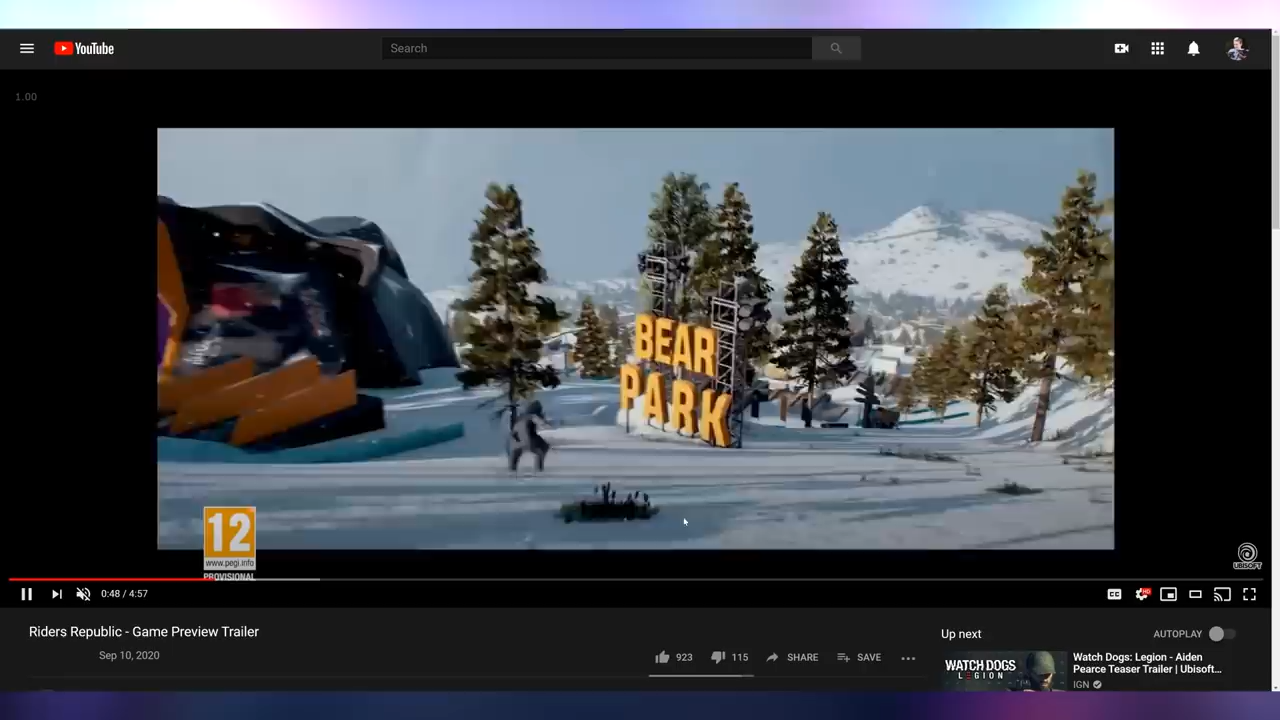 YouTube
Search
1.00
BEAR
PARK
12
www.pegi.info
PROVISIONAL
UBISOFT
0:48 / 4:57
CC
HD
Riders Republic - Game Preview Trailer
Sep 10, 2020
923
115
SHARE
SAVE
Up next
AUTOPLAY
WATCH DOGS
LEGION
Watch Dogs: Legion - Aiden
Pearce Teaser Trailer | Ubisoft...
IGN